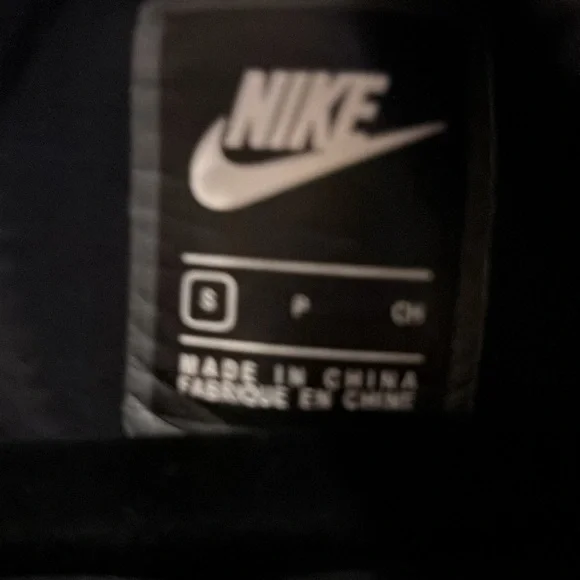 NIKE
S P CH
MADE IN CHINA
FABRIQUE EN CHINE